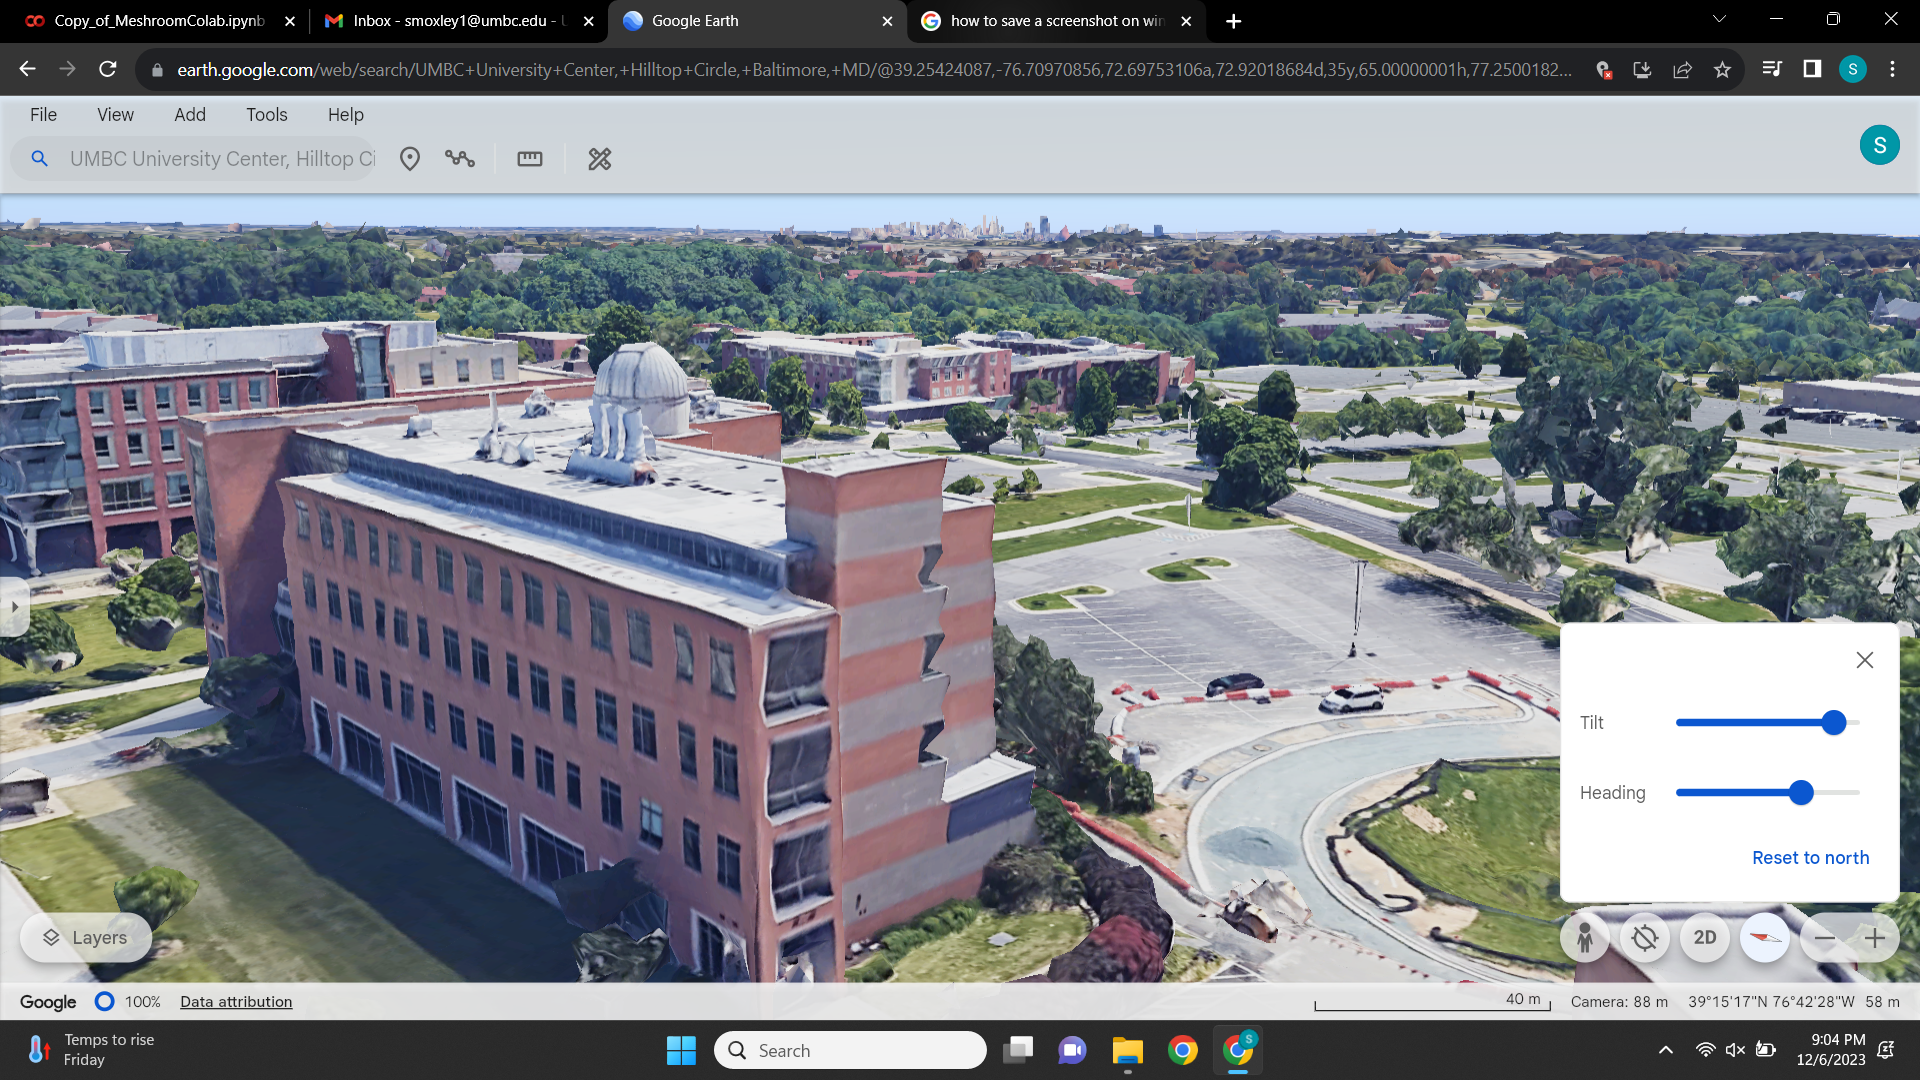 Copy_of_MeshroomColab.ipynb
Inbox - smoxley1@umbc.edu - U
Google Earth
how to save a screenshot on win
earth.google.com/web/search/UMBC+University+Center,+Hilltop+Circle,+Baltimore,+MD/@39.25424087,-76.70970856,72.69753106a,72.92018684d,35y,65.00000001h,77.2500182...
S
File View Add Tools Help
UMBC University Center, Hilltop Ci
S
Tilt
Heading
Reset to north
Layers
2D
Google 100% Data attribution
40 m
Camera: 88 m 39°15'17"N 76°42'28"W 58 m
Temps to rise
Friday
Search
S
9:04 PM
12/6/2023